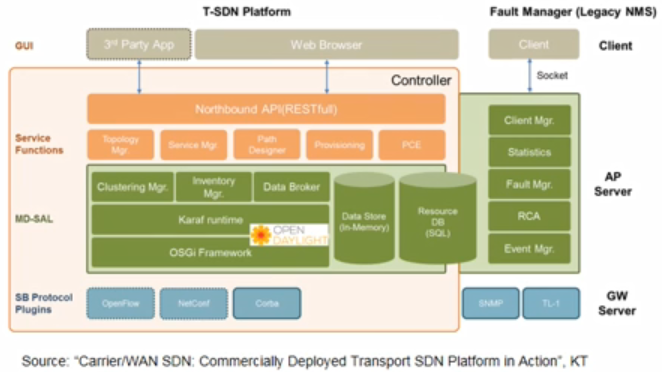 T-SDN Platform
Fault Manager (Legacy NMS)
GUI
3rd Party App
Web Browser
Client
Client
Controller
Socket
Northbound API(RESTfull)
Service
Functions
Topology
Mgr.
Service Mgr.
Path
Designer
Provisioning
PCE
Client Mgr.
Statistics
Fault Mgr.
RCA
Event Mgr.
AP
Server
MD-SAL
Clustering Mgr.
Inventory
Mgr.
Data Broker
Karaf runtime
OPEN
DAYLIGHT
OSGi Framework
Data Store
(In-Memory)
Resource
DB
(SQL)
SB Protocol
Plugins
OpenFlow
NetConf
Corba
SNMP
TL-1
GW
Server
Source: “Carrier/WAN SDN: Commercially Deployed Transport SDN Platform in Action”, KT